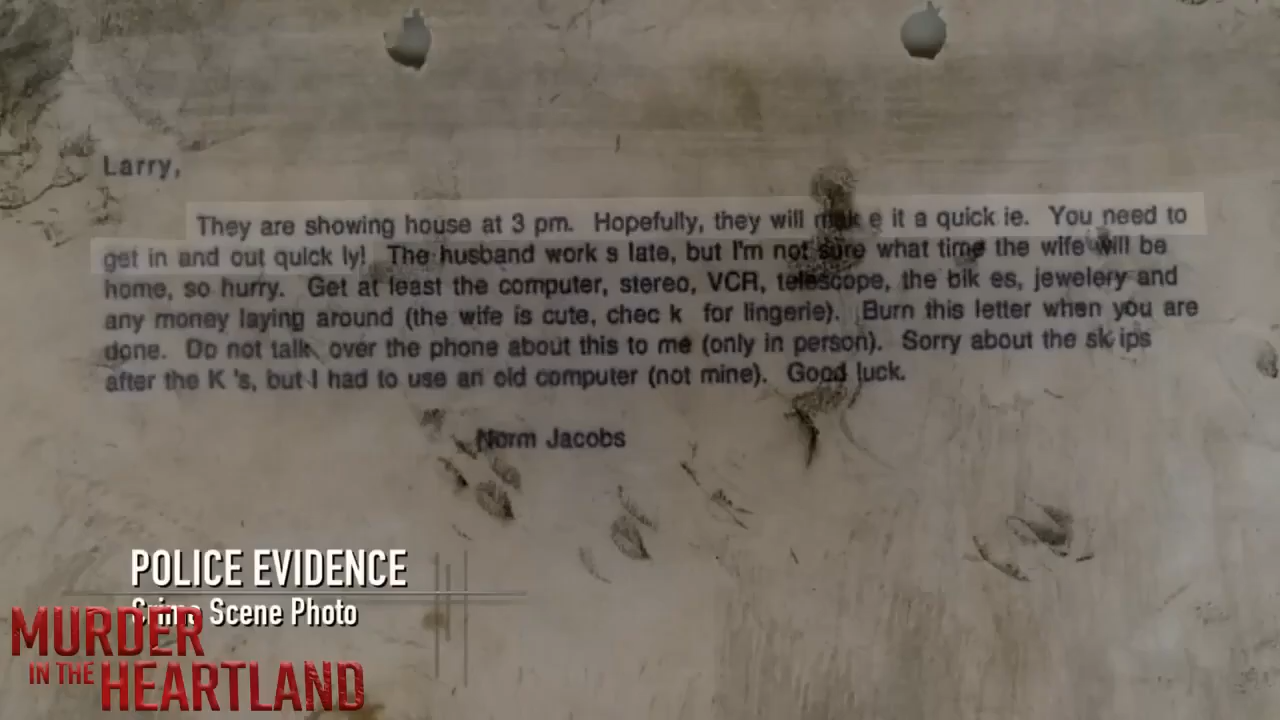 Larry,
They are showing house at 3 pm. Hopefully, they will mak e it a quick ie. You need to
get in and out quick ly! The husband work s late, but I'm not sure what time the wife will be
home, so hurry. Get at least the computer, stereo, VCR, telescope, the bik es, jewelery and
any money laying around (the wife is cute, chec k for lingerie). Burn this letter when you are
done. Do not talk over the phone about this to me (only in person). Sorry about the sk ips
after the K 's, but I had to use an old computer (not mine). Good luck.
Norm Jacobs
POLICE EVIDENCE
Crime Scene Photo
MURDER
IN THE HEARTLAND